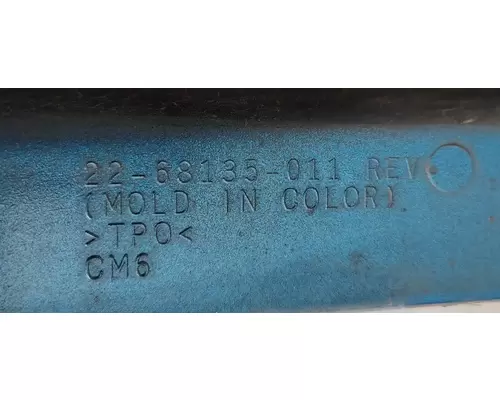 22-68135-011 REV
(MOLD IN COLOR)
>TPO<
CM6